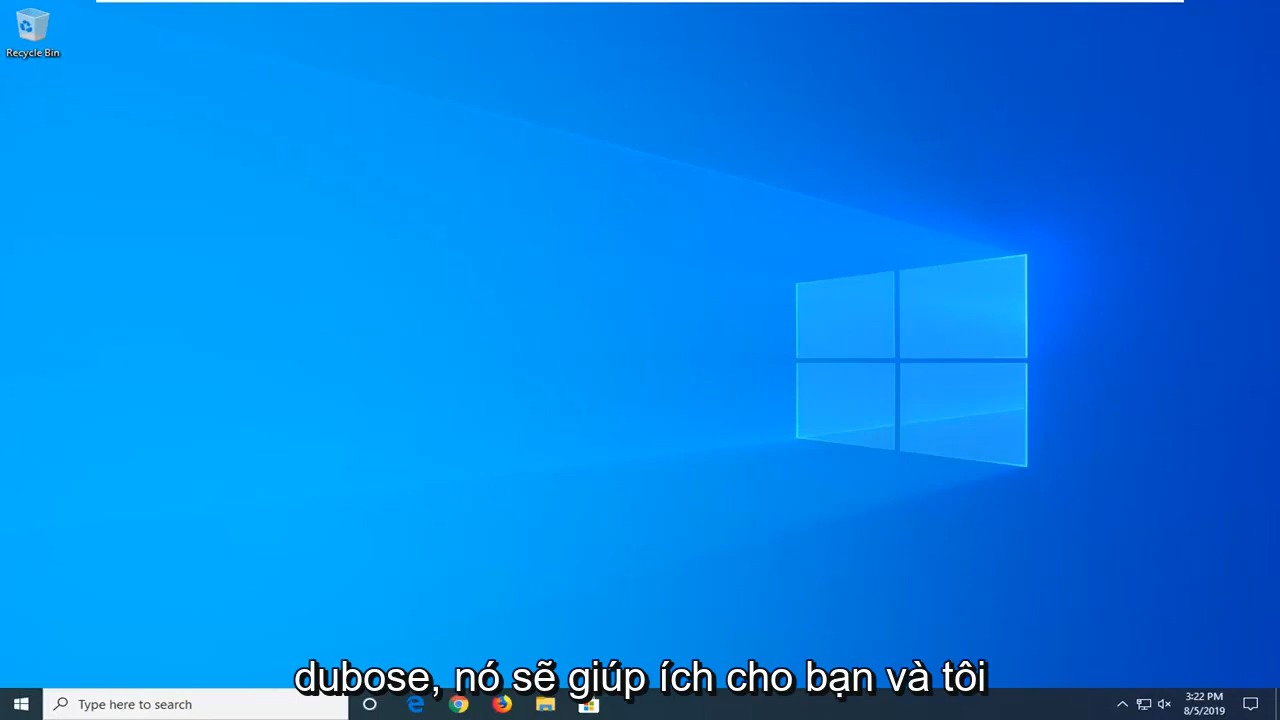 Recycle Bin
dubose, nó sẽ giúp ích cho bạn và tôi
Type here to search
3:22 PM
8/5/2019